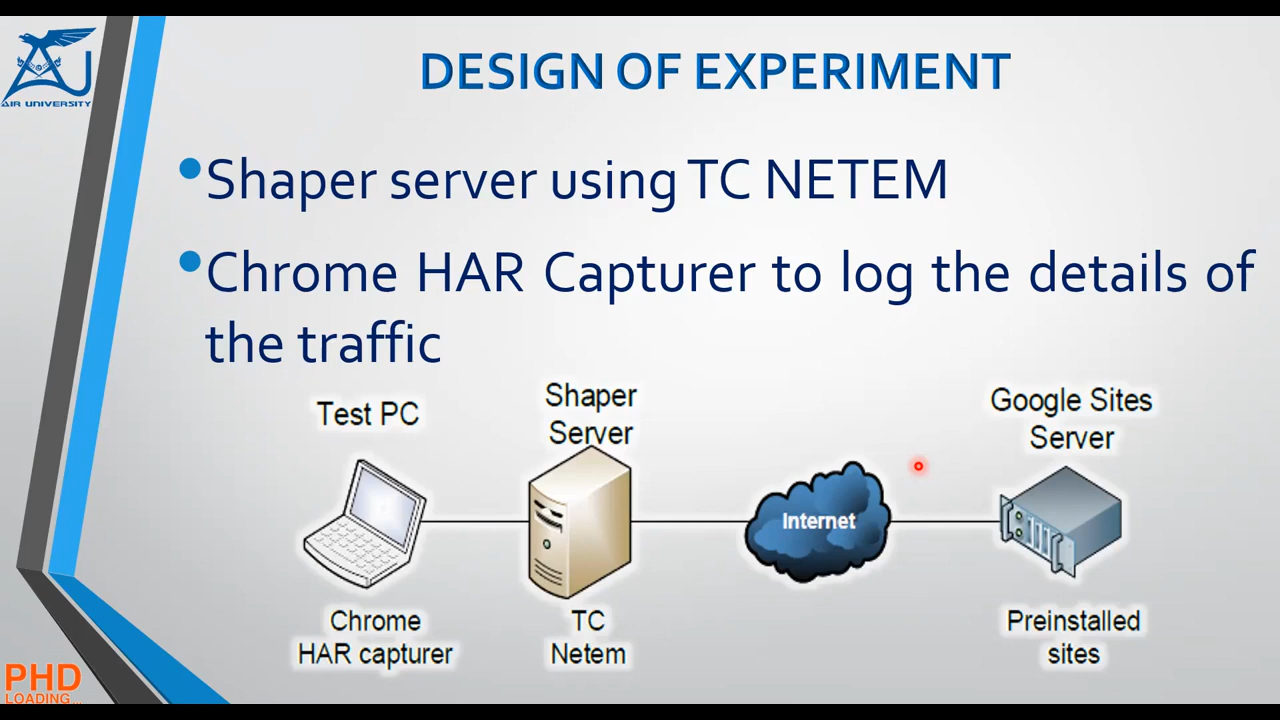 AIR UNIVERSITY
DESIGN OF EXPERIMENT
•Shaper server using TC NETEM
•Chrome HAR Capturer to log the details of
the traffic
Test PC
Shaper
Server
Google Sites
Server
Internet
Chrome
HAR capturer
TC
Netem
Preinstalled
sites
PHD
LOADING...